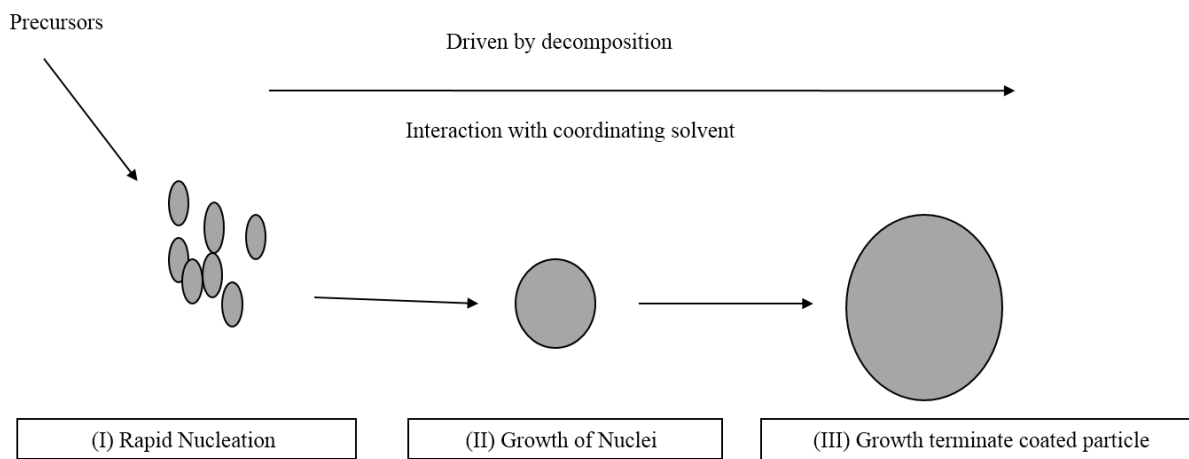 Precursors
Driven by decomposition
Interaction with coordinating solvent
(I) Rapid Nucleation
(II) Growth of Nuclei
(III) Growth terminate coated particle